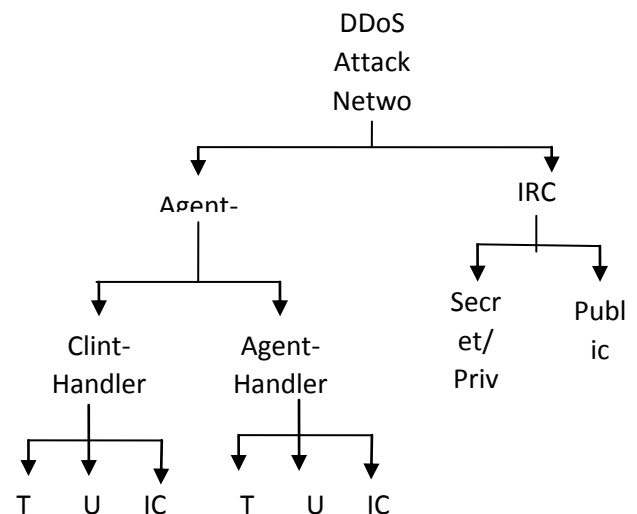 DDoS
Attack
Netwo
Agent-
IRC
Secr
et/
Priv
Publ
ic
Clint-
Handler
Agent-
Handler
T U IC
T U IC